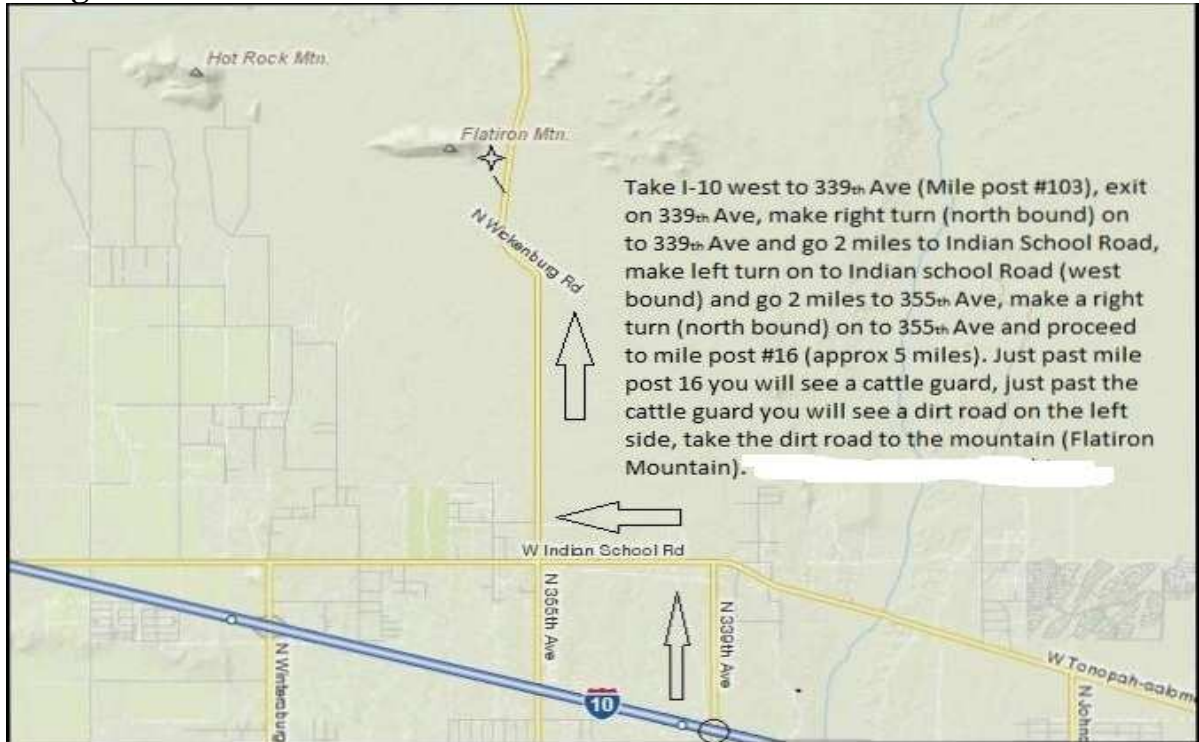 Hot Rock Mtn.
Flatiron Mtn.
Take I-10 west to 339th Ave (Mile post #103), exit
on 339th Ave, make right turn (north bound) on
to 339th Ave and go 2 miles to Indian School Road,
make left turn on to Indian school Road (west
bound) and go 2 miles to 355th Ave, make a right
turn (north bound) on to 355th Ave and proceed
to mile post #16 (approx 5 miles). Just past mile
post 16 you will see a cattle guard, just past the
cattle guard you will see a dirt road on the left
side, take the dirt road to the mountain (Flatiron
Mountain).
N Wickenburg Rd
W Indian School Rd
N 355th Ave
N 339th Ave
N Wintersburg
W Tonopah-
N Johns
10